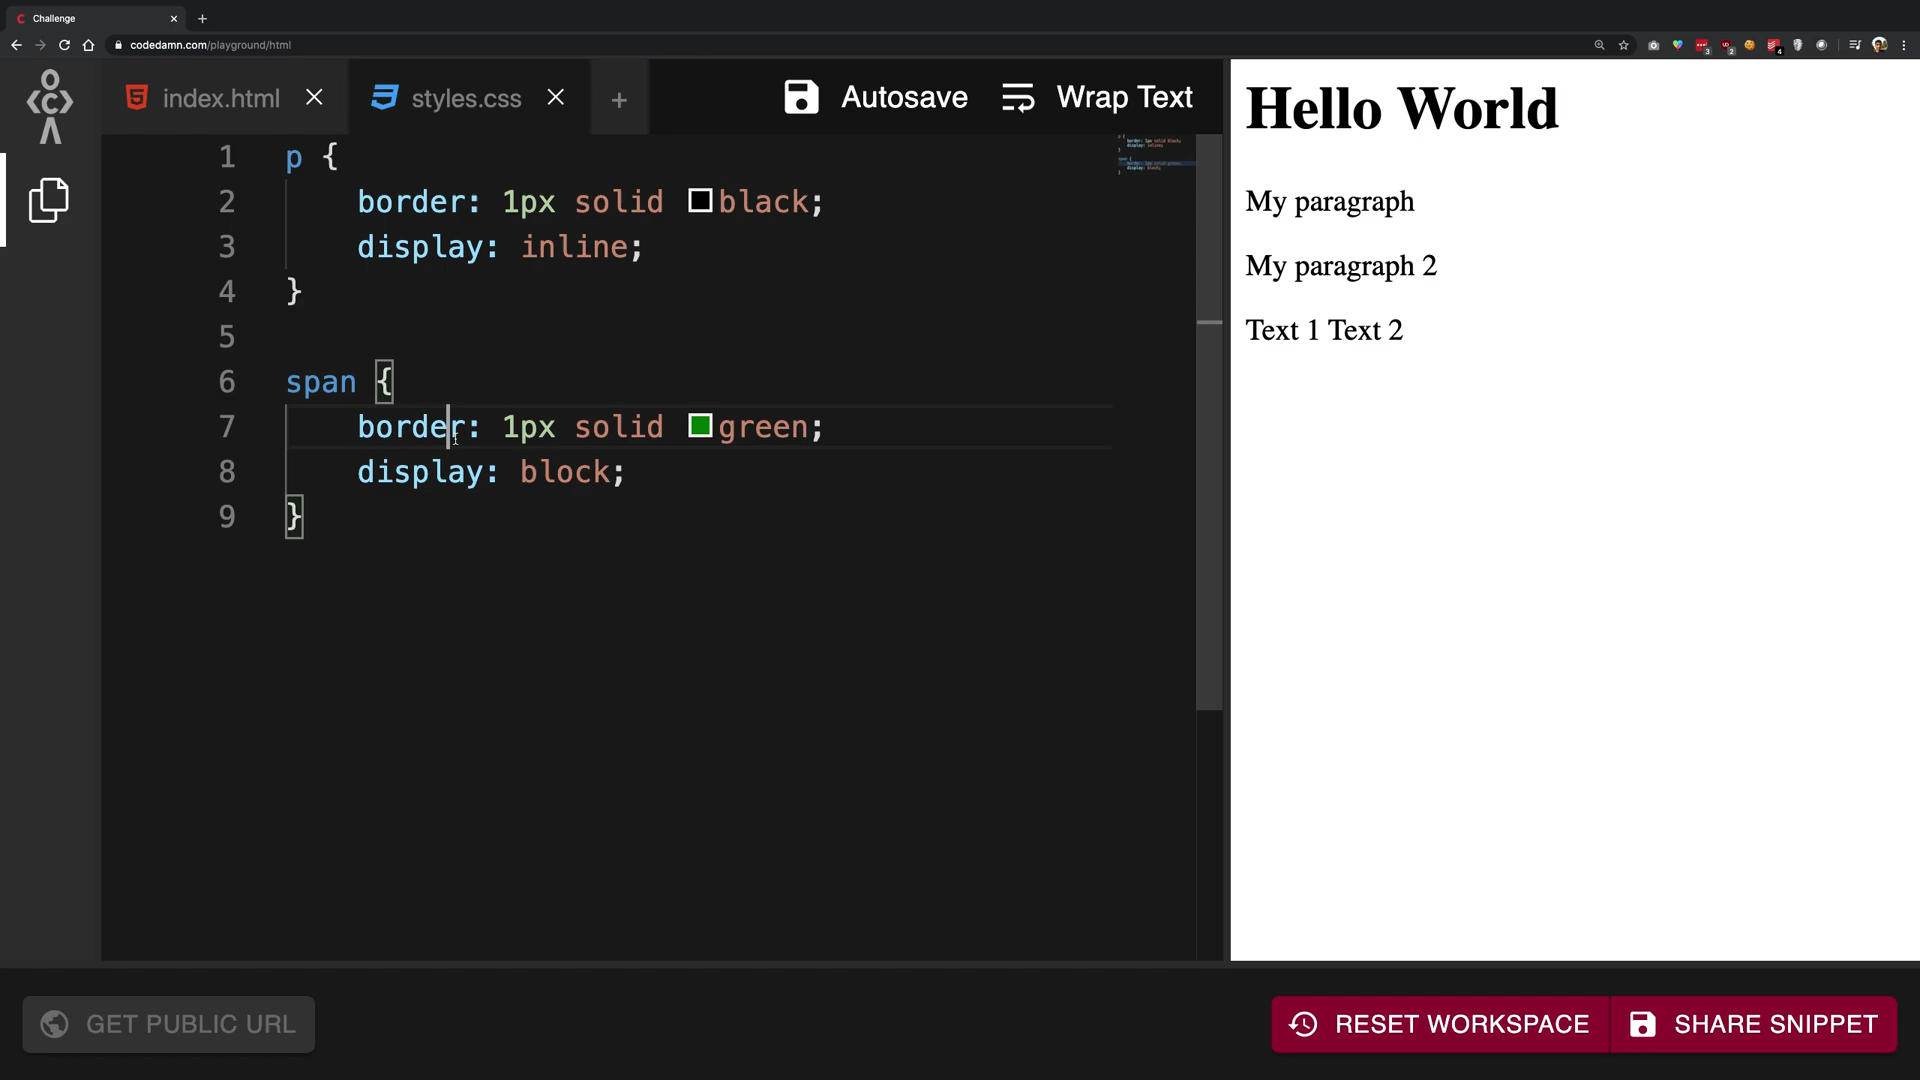 Challenge
codedamn.com/playground/html
index.html
styles.css
Autosave
Wrap Text
1 p {
2 border: 1px solid black;
3 display: inline;
4 }
5
6 span {
7 border: 1px solid green;
8 display: block;
9 }
Hello World
My paragraph
My paragraph 2
Text 1 Text 2
GET PUBLIC URL
RESET WORKSPACE
SHARE SNIPPET